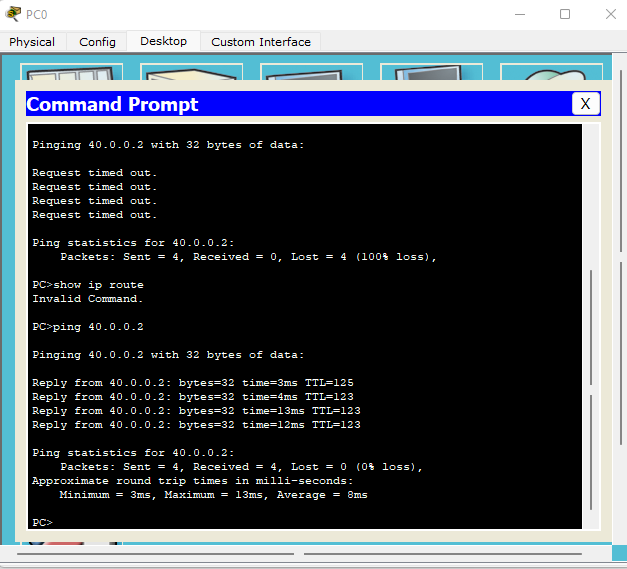 PC0
Physical Config Desktop Custom Interface
Command Prompt X
Pinging 40.0.0.2 with 32 bytes of data:
Request timed out.
Request timed out.
Request timed out.
Request timed out.
Ping statistics for 40.0.0.2:
Packets: Sent = 4, Received = 0, Lost = 4 (100% loss),
PC>show ip route
Invalid Command.
PC>ping 40.0.0.2
Pinging 40.0.0.2 with 32 bytes of data:
Reply from 40.0.0.2: bytes=32 time=3ms TTL=125
Reply from 40.0.0.2: bytes=32 time=4ms TTL=123
Reply from 40.0.0.2: bytes=32 time=13ms TTL=123
Reply from 40.0.0.2: bytes=32 time=12ms TTL=123
Ping statistics for 40.0.0.2:
Packets: Sent = 4, Received = 4, Lost = 0 (0% loss),
Approximate round trip times in milli-seconds:
Minimum = 3ms, Maximum = 13ms, Average = 8ms
PC>